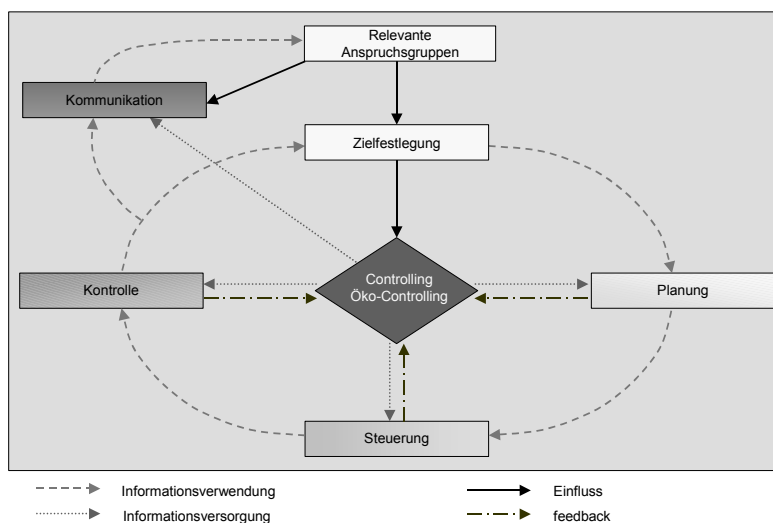 Relevante
Anspruchsgruppen
Kommunikation
Zielfestlegung
Controlling
Öko-Controlling
Kontrolle
Planung
Steuerung
Informationsverwendung
Einfluss
Informationsversorgung
feedback